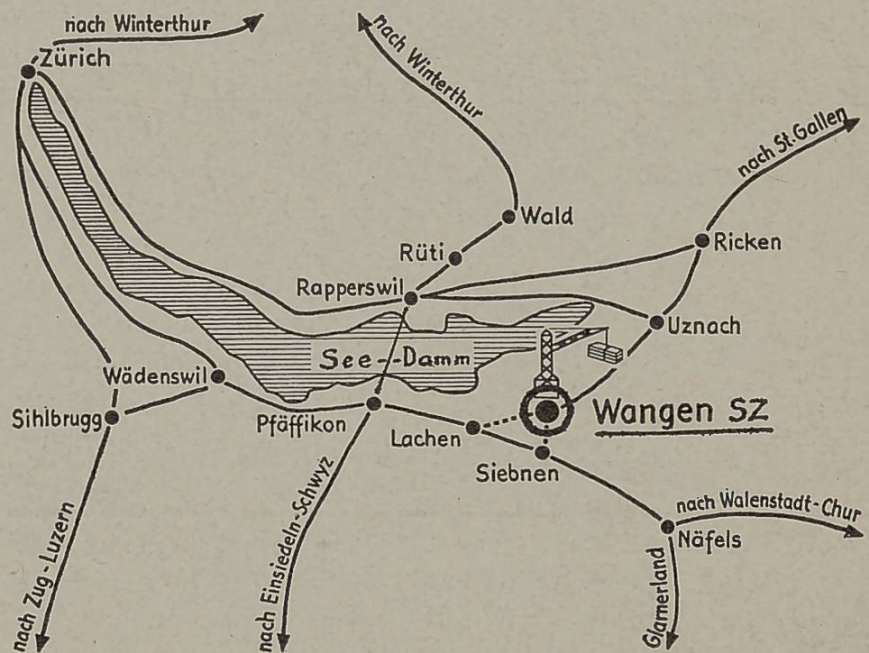 nach Winterthur
Zürich
nach Winterthur
nach St.Gallen
Wald
Ricken
Rüti
Rapperswil
Uznach
See--Damm
Wädenswil
Sihlbrugg
Pfäffikon
Lachen
Wangen SZ
Siebnen
nach Walenstadt-Chur
Näfels
nach Zug-Luzern
nach Einsiedeln-Schwyz
Glarnerland